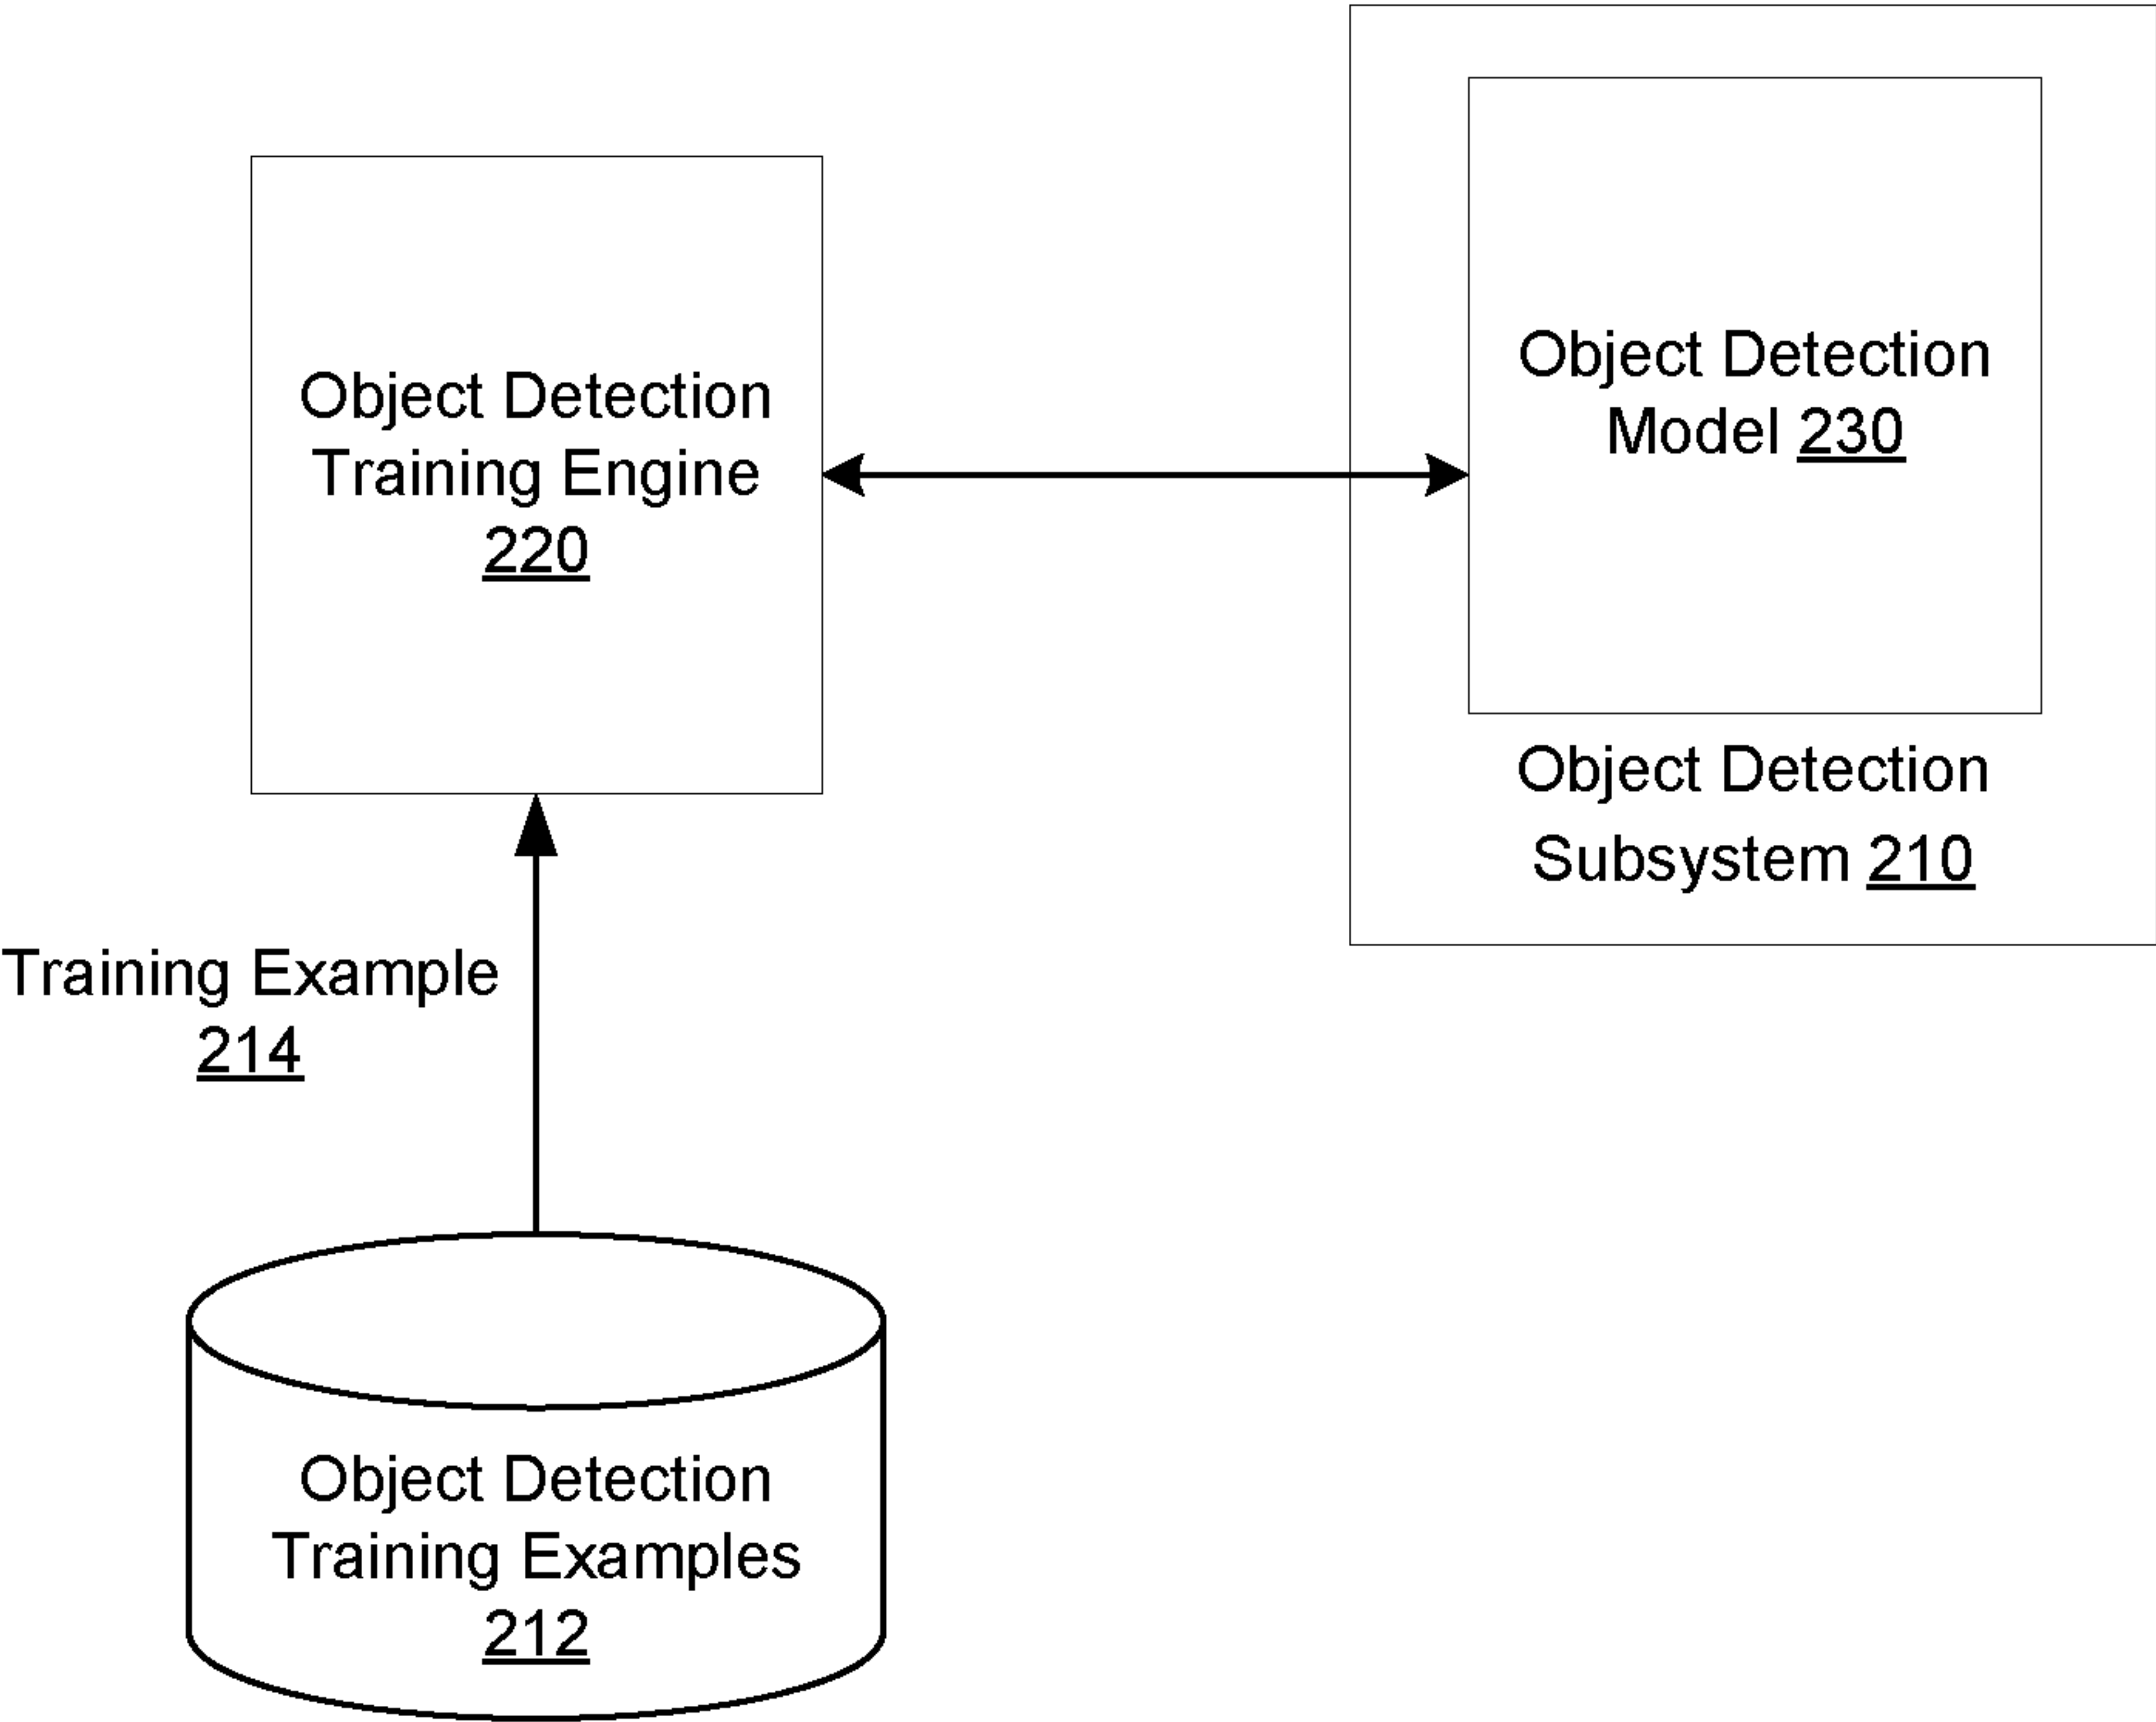 Object Detection
Training Engine
220
Object Detection
Model 230
Object Detection
Subsystem 210
Training Example
214
Object Detection
Training Examples
212